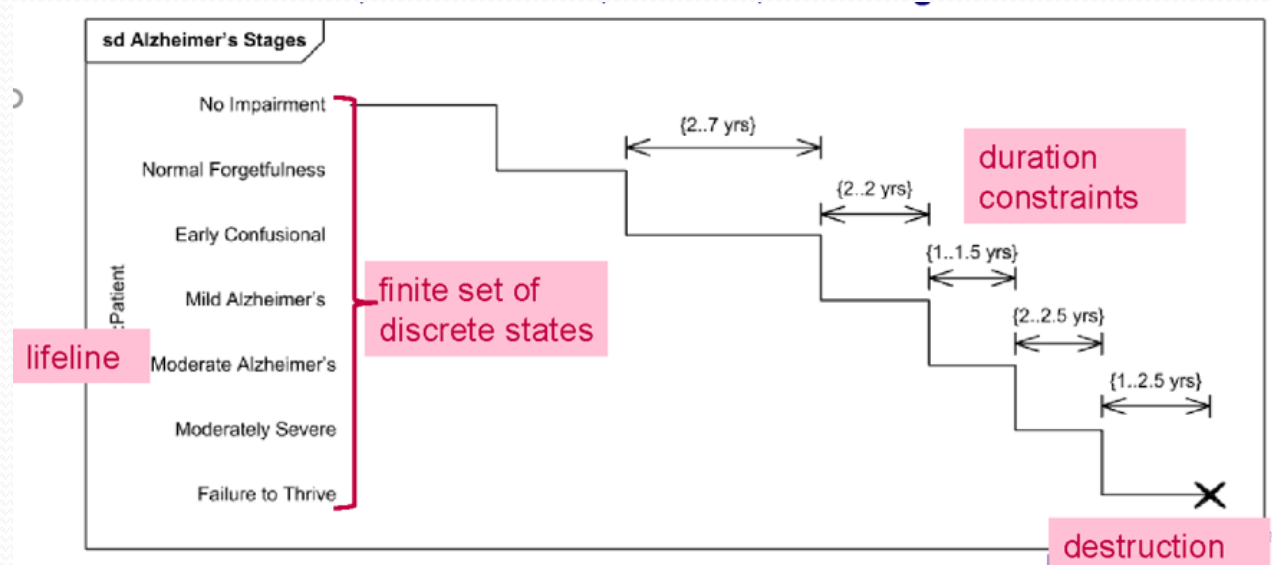 sd Alzheimer's Stages
No Impairment
{2..7 yrs}
duration
constraints
Normal Forgetfulness
{2..2 yrs}
Early Confusional
{1..1.5 yrs}
:Patient
Mild Alzheimer's
finite set of
discrete states
{2..2.5 yrs}
lifeline
Moderate Alzheimer's
{1..2.5 yrs}
Moderately Severe
Failure to Thrive
destruction